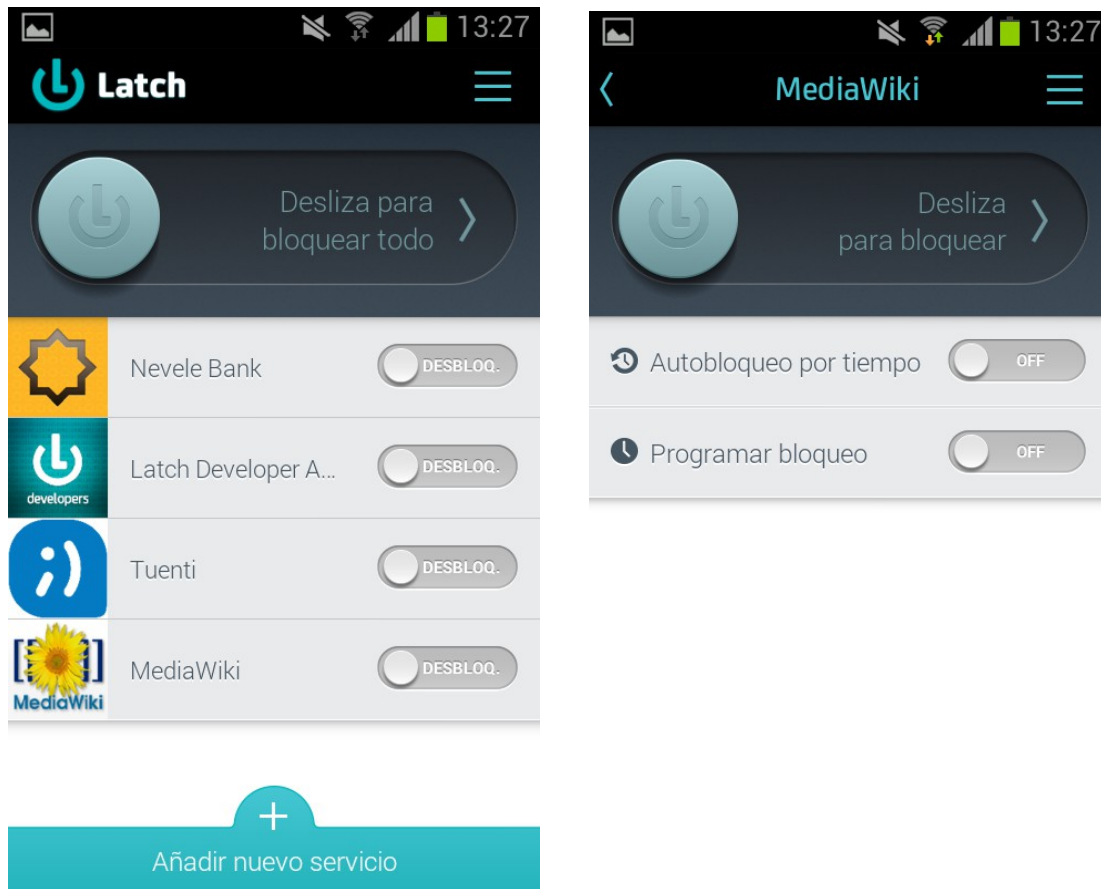 13:27
Latch
Desliza para
bloquear todo
Nevele Bank
DESBLOQ.
developers
Latch Developer A...
DESBLOQ.
;)
Tuenti
DESBLOQ.
[[ ]]
MediaWiki
MediaWiki
DESBLOQ.
+
Añadir nuevo servicio
13:27
MediaWiki
Desliza
para bloquear
Autobloqueo por tiempo
OFF
Programar bloqueo
OFF